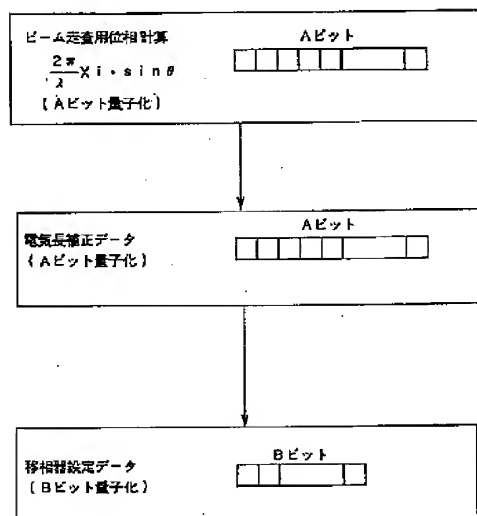 ビーム走査用位相計算
Aビット
2π/λ Xi・sinθ
(Aビット量子化)
Aビット
電気長補正データ
(Aビット量子化)
Bビット
移相器設定データ
(Bビット量子化)